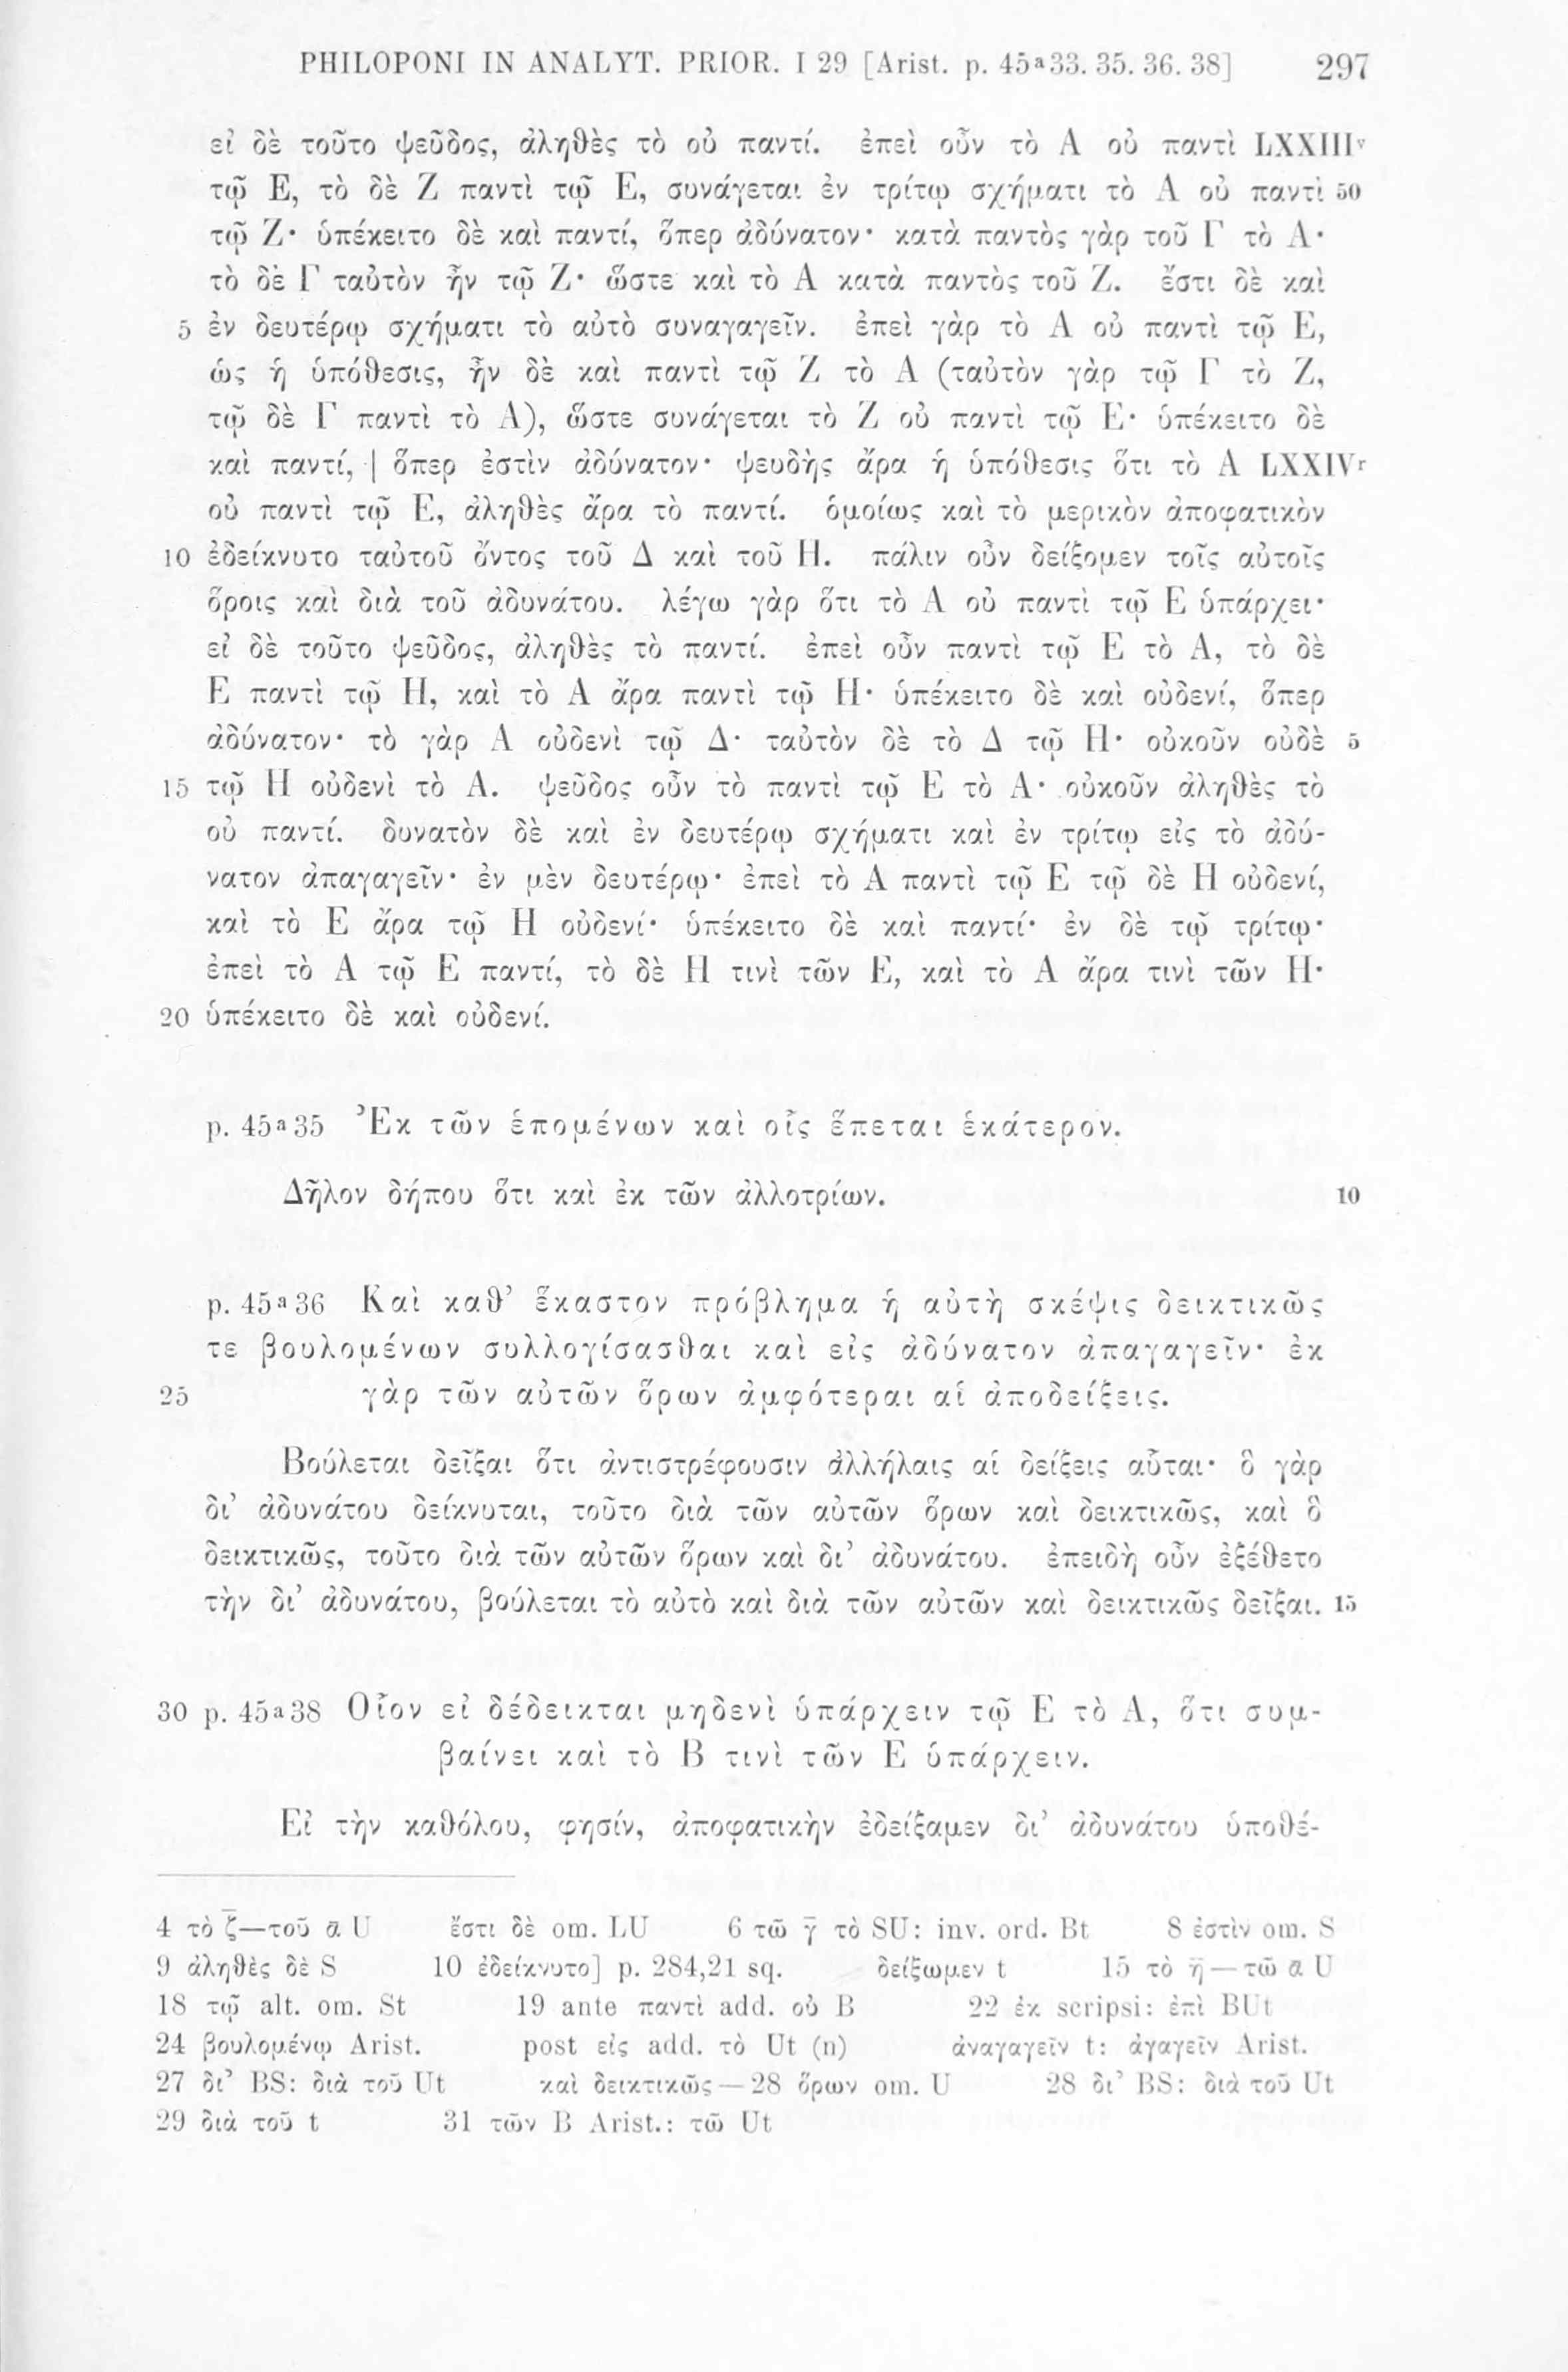 PHILOPONI IN ANALYT. PRIOR. I 29 [Arist. p. 45ª33. 35. 36. 38] 297
εἰ δὲ τοῦτο ψεῦδος, ἀληθὲς τὸ οὐ παντί. ἐπεὶ οὖν τὸ Α οὐ παντὶ LXXIIIᵛ
τῷ Ε, τὸ δὲ Ζ παντὶ τῷ Ε, συνάγεται ἐν τρίτῳ σχήματι τὸ Α οὐ παντὶ 50
τῷ Ζ· ὑπέκειτο δὲ καὶ παντί, ὅπερ ἀδύνατον· κατὰ παντὸς γὰρ τοῦ Γ τὸ Α·
τὸ δὲ Γ ταὐτὸν ἦν τῷ Ζ· ὥστε καὶ τὸ Α κατὰ παντὸς τοῦ Ζ. ἔστι δὲ καὶ
5 ἐν δευτέρῳ σχήματι τὸ αὐτὸ συναγαγεῖν. ἐπεὶ γὰρ τὸ Α οὐ παντὶ τῷ Ε,
ὡς ἡ ὑπόθεσις, ἦν δὲ καὶ παντὶ τῷ Ζ τὸ Α (ταὐτὸν γὰρ τῷ Γ τὸ Ζ,
τῷ δὲ Γ παντὶ τὸ Α), ὥστε συνάγεται τὸ Ζ οὐ παντὶ τῷ Ε· ὑπέκειτο δὲ
καὶ παντί, | ὅπερ ἐστὶν ἀδύνατον· ψευδὴς ἄρα ἡ ὑπόθεσις ὅτι τὸ Α LXXIVʳ
οὐ παντὶ τῷ Ε, ἀληθὲς ἄρα τὸ παντί. ὁμοίως καὶ τὸ μερικὸν ἀποφατικὸν
10 ἐδείκνυτο ταὐτοῦ ὄντος τοῦ Δ καὶ τοῦ Η. πάλιν οὖν δείξομεν τοῖς αὐτοῖς
ὅροις καὶ διὰ τοῦ ἀδυνάτου. λέγω γὰρ ὅτι τὸ Α οὐ παντὶ τῷ Ε ὑπάρχει·
εἰ δὲ τοῦτο ψεῦδος, ἀληθὲς τὸ παντί. ἐπεὶ οὖν παντὶ τῷ Ε τὸ Α, τὸ δὲ
Ε παντὶ τῷ Η, καὶ τὸ Α ἄρα παντὶ τῷ Η· ὑπέκειτο δὲ καὶ οὐδενί, ὅπερ
ἀδύνατον· τὸ γὰρ Α οὐδενὶ τῷ Δ· ταὐτὸν δὲ τὸ Δ τῷ Η· οὐκοῦν οὐδὲ 5
15 τῷ Η οὐδενὶ τὸ Α. ψεῦδος οὖν τὸ παντὶ τῷ Ε τὸ Α· οὐκοῦν ἀληθὲς τὸ
οὐ παντί. δυνατὸν δὲ καὶ ἐν δευτέρῳ σχήματι καὶ ἐν τρίτῳ εἰς τὸ ἀδύ-
νατον ἀπαγαγεῖν· ἐν μὲν δευτέρῳ· ἐπεὶ τὸ Α παντὶ τῷ Ε τῷ δὲ Η οὐδενί,
καὶ τὸ Ε ἄρα τῷ Η οὐδενί· ὑπέκειτο δὲ καὶ παντί· ἐν δὲ τῷ τρίτῳ·
ἐπεὶ τὸ Α τῷ Ε παντί, τὸ δὲ Η τινὶ τῶν Ε, καὶ τὸ Α ἄρα τινὶ τῶν Η·
20 ὑπέκειτο δὲ καὶ οὐδενί.
p. 45ª35 Ἐκ τῶν ἑπομένων καὶ οἷς ἕπεται ἑκάτερον.
Δῆλον δήπου ὅτι καὶ ἐκ τῶν ἀλλοτρίων. 10
p. 45ª36 Καὶ καθ’ ἕκαστον πρόβλημα ἡ αὐτὴ σκέψις δεικτικῶς
τε βουλομένων συλλογίσασθαι καὶ εἰς ἀδύνατον ἀπαγαγεῖν· ἐκ
25 γὰρ τῶν αὐτῶν ὅρων ἀμφότεραι αἱ ἀποδείξεις.
Βούλεται δεῖξαι ὅτι ἀντιστρέφουσιν ἀλλήλαις αἱ δείξεις αὗται· ὃ γὰρ
δι’ ἀδυνάτου δείκνυται, τοῦτο διὰ τῶν αὐτῶν ὅρων καὶ δεικτικῶς, καὶ ὃ
δεικτικῶς, τοῦτο διὰ τῶν αὐτῶν ὅρων καὶ δι’ ἀδυνάτου. ἐπειδὴ οὖν ἐξέθετο
τὴν δι’ ἀδυνάτου, βούλεται τὸ αὐτὸ καὶ διὰ τῶν αὐτῶν καὶ δεικτικῶς δεῖξαι. 15
30 p. 45ª38 Οἷον εἰ δέδεικται μηδενὶ ὑπάρχειν τῷ Ε τὸ Α, ὅτι συμ-
βαίνει καὶ τὸ Β τινὶ τῶν Ε ὑπάρχειν.
Εἰ τὴν καθόλου, φησίν, ἀποφατικὴν ἐδείξαμεν δι’ ἀδυνάτου ὑποθέ-
4 τὸ ζ̄—τοῦ ᾱ U ἔστι δὲ om. LU 6 τῶ γ̄ τὸ SU: inv. ord. Bt 8 ἐστὶν om. S
9 ἀληθὲς δὲ S 10 ἐδείκνυτο] p. 284,21 sq. δείξωμεν t 15 τὸ η̄—τῶ ᾱ U
18 τῷ alt. om. St 19 ante παντὶ add. οὐ B 22 ἐκ scripsi: ἐπὶ BUt
24 βουλομένῳ Arist. post εἰς add. τὸ Ut (n) ἀναγαγεῖν t: ἀγαγεῖν Arist.
27 δι’ BS: διὰ τοῦ Ut καὶ δεικτικῶς—28 ὅρων om. U 28 δι’ BS: διὰ τοῦ Ut
29 διὰ τοῦ t 31 τῶν B Arist.: τῶ Ut